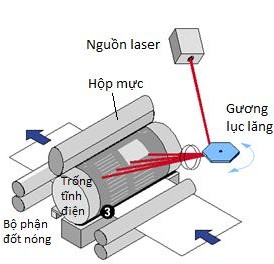 Nguồn laser
Hộp mực
Gương
lục lăng
Trống
tĩnh
điện
3
Bộ phận
đốt nóng